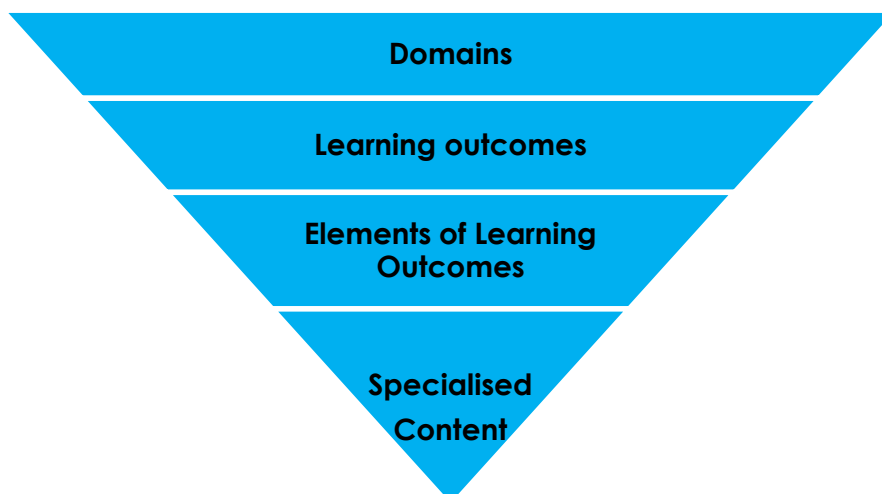 Domains
Learning outcomes
Elements of Learning
Outcomes
Specialised
Content